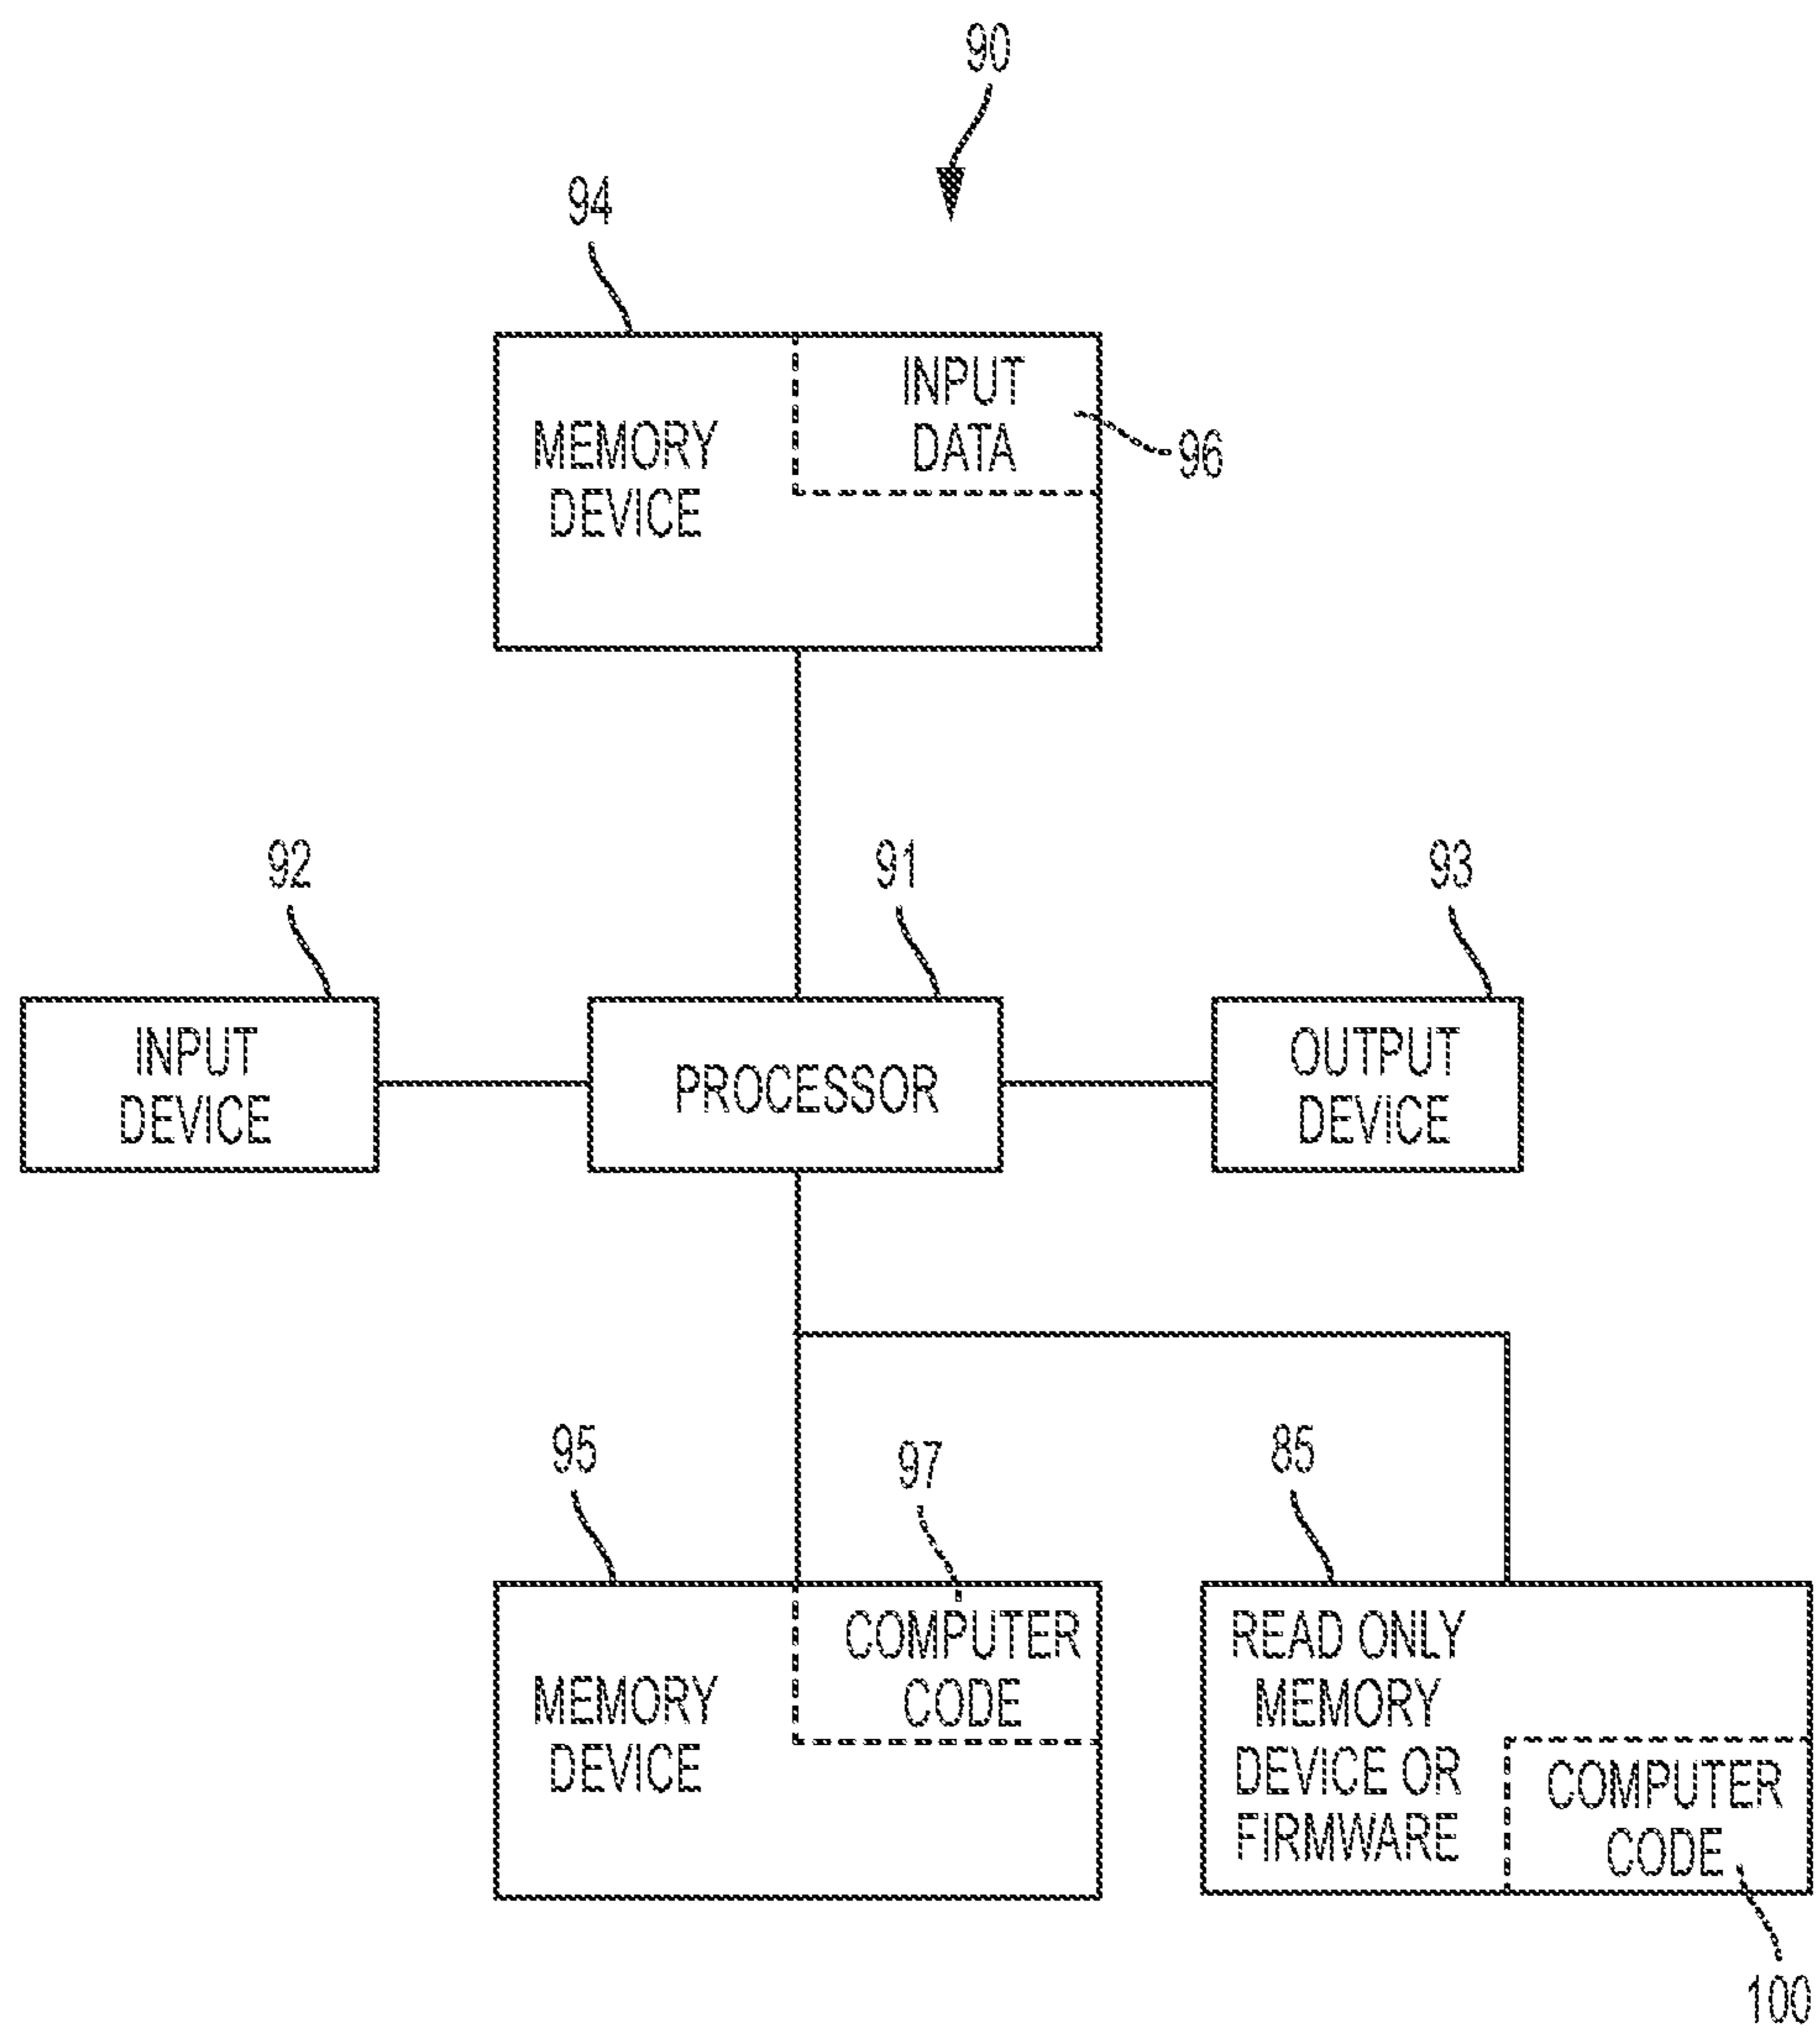 90
94
INPUT
DATA
96
MEMORY
DEVICE
92
91
93
INPUT
DEVICE
PROCESSOR
OUTPUT
DEVICE
95
97
85
COMPUTER
CODE
MEMORY
DEVICE
READ ONLY
MEMORY
DEVICE OR
FIRMWARE
COMPUTER
CODE
100